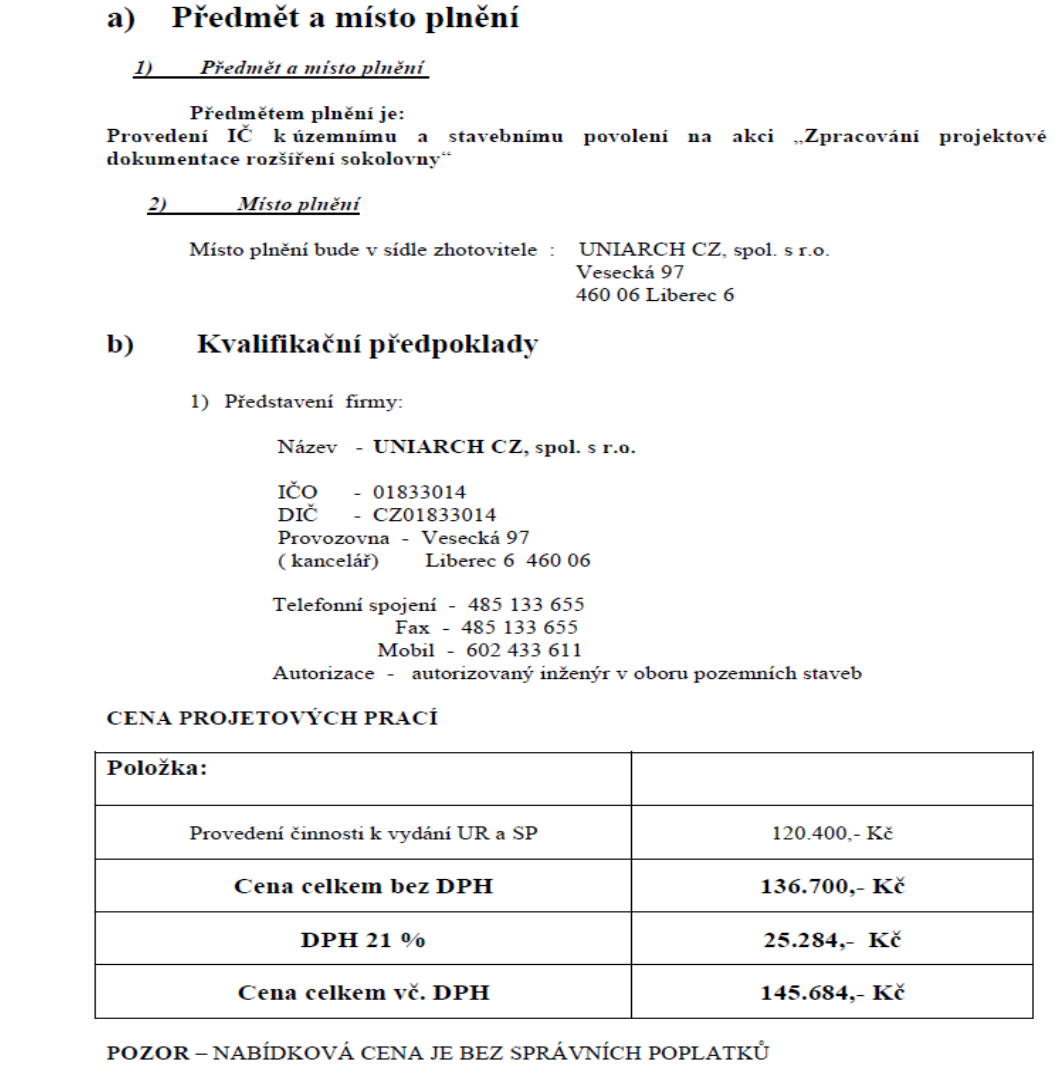 a) Předmět a místo plnění
1) Předmět a místo plnění
Předmětem plnění je:
Provedení IČ k územnímu a stavebnímu povolení na akci „Zpracování projektové
dokumentace rozšíření sokolovny“
2) Místo plnění
Místo plnění bude v sídle zhotovitele : UNIARCH CZ, spol. s r.o.
Vesecká 97
460 06 Liberec 6
b) Kvalifikační předpoklady
1) Představení firmy:
Název - UNIARCH CZ, spol. s r.o.
IČO - 01833014
DIČ - CZ01833014
Provozovna - Vesecká 97
( kancelář) Liberec 6 460 06
Telefonní spojení - 485 133 655
Fax - 485 133 655
Mobil - 602 433 611
Autorizace - autorizovaný inženýr v oboru pozemních staveb
CENA PROJETOVÝCH PRACÍ
Položka:
Provedení činnosti k vydání UR a SP 120.400,- Kč
Cena celkem bez DPH 136.700,- Kč
DPH 21 % 25.284,- Kč
Cena celkem vč. DPH 145.684,- Kč
POZOR – NABÍDKOVÁ CENA JE BEZ SPRÁVNÍCH POPLATKŮ